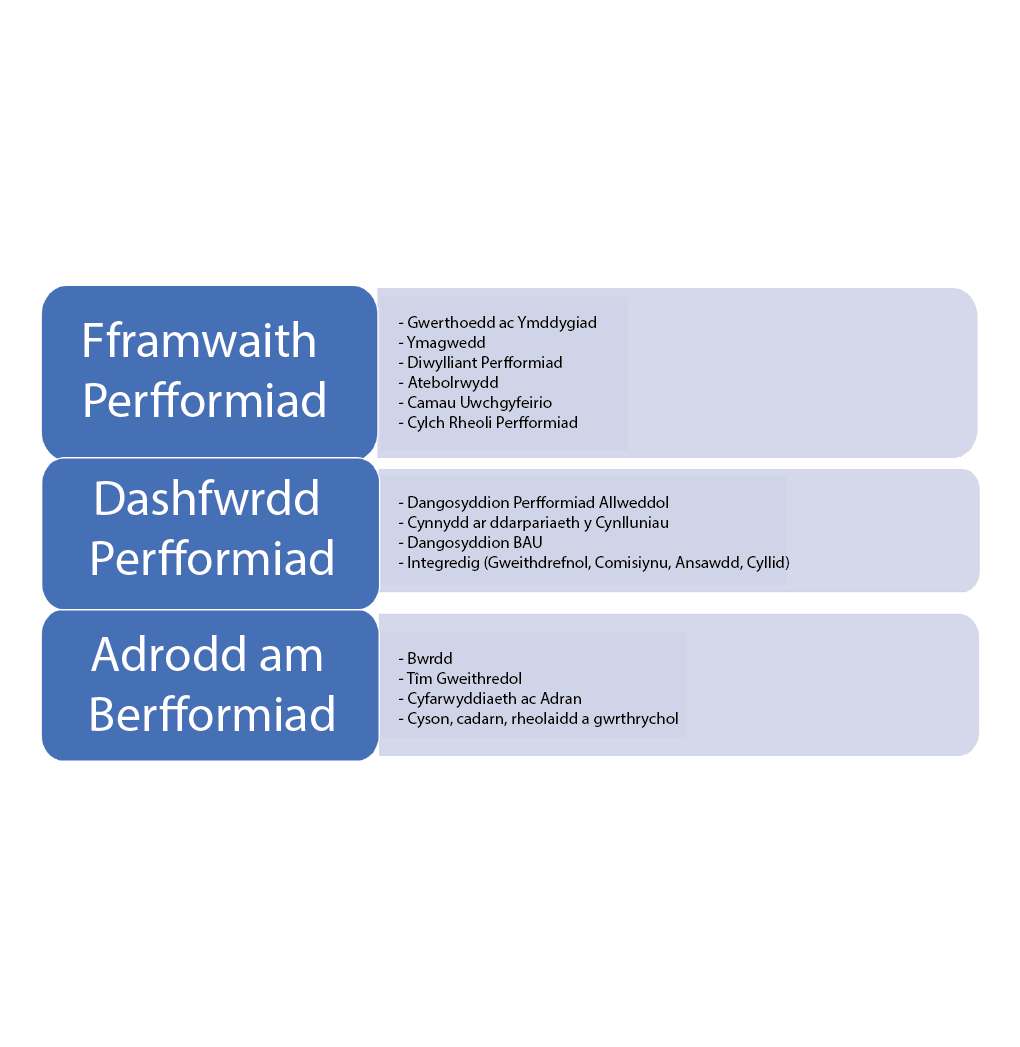 Fframwaith
Perfformiad
- Gwerthoedd ac Ymddygiad
- Ymagwedd
- Diwylliant Perfformiad
- Atebolrwydd
- Camau Uwchgyfeirio
- Cylch Rheoli Perfformiad
Dashfwrdd
Perfformiad
- Dangosyddion Perfformiad Allweddol
- Cynnydd ar ddarpariaeth y Cynlluniau
- Dangosyddion BAU
- Integredig (Gweithdrefnol, Comisiynu, Ansawdd, Cyllid)
Adrodd am
Berfformiad
- Bwrdd
- Tîm Gweithredol
- Cyfarwyddiaeth ac Adran
- Cyson, cadarn, rheolaidd a gwrthrychol